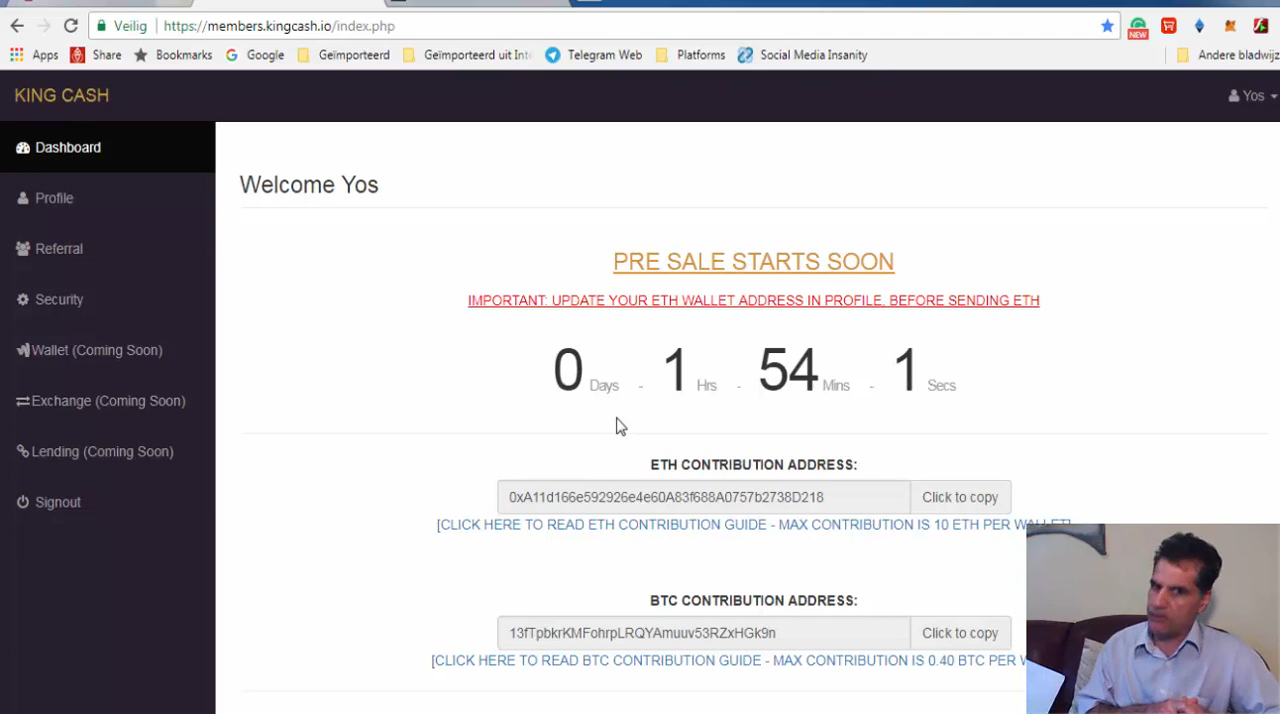 Veilig
https://members.kingcash.io/index.php
NEW
Apps
Share
Bookmarks
Google
Geïmporteerd
Geïmporteerd uit Int
Telegram Web
Platforms
Social Media Insanity
Andere bladwijz
KING CASH
Yos
Dashboard
Profile
Referral
Security
Wallet (Coming Soon)
Exchange (Coming Soon)
Lending (Coming Soon)
Signout
Welcome Yos
PRE SALE STARTS SOON
IMPORTANT: UPDATE YOUR ETH WALLET ADDRESS IN PROFILE, BEFORE SENDING ETH
0 Days - 1 Hrs - 54 Mins - 1 Secs
ETH CONTRIBUTION ADDRESS:
0xA11d166e592926e4e60A83f688A0757b2738D218 Click to copy
[CLICK HERE TO READ ETH CONTRIBUTION GUIDE - MAX CONTRIBUTION IS 10 ETH PER WALLET]
BTC CONTRIBUTION ADDRESS:
13fTpbkrKMFohrpLRQYAmuuv53RZxHGk9n Click to copy
[CLICK HERE TO READ BTC CONTRIBUTION GUIDE - MAX CONTRIBUTION IS 0.40 BTC PER